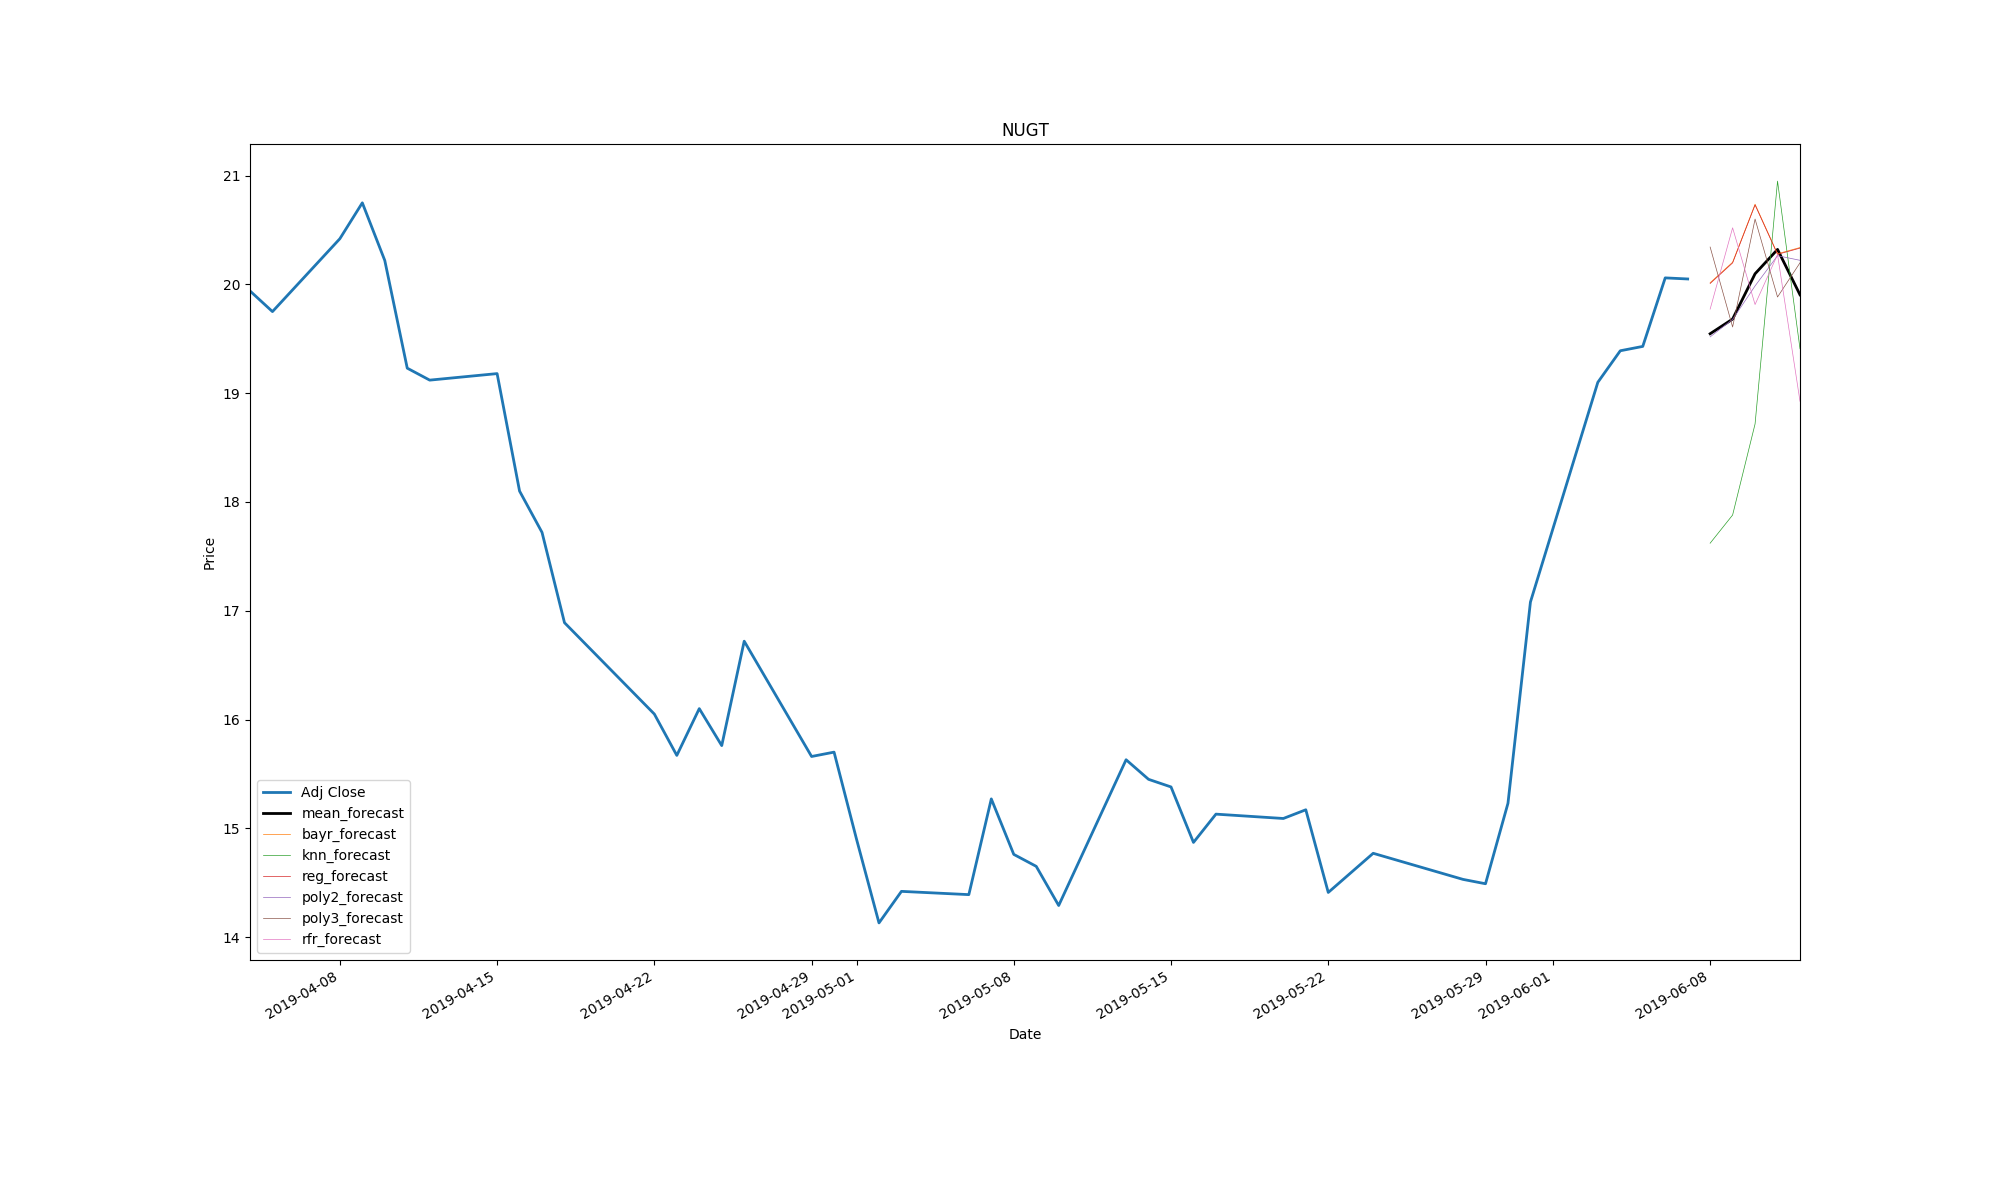 NUGT
21
20
19
18
17
16
15
14
Price
Adj Close
mean_forecast
bayr_forecast
knn_forecast
reg_forecast
poly2_forecast
poly3_forecast
rfr_forecast
2019-04-08
2019-04-15
2019-04-22
2019-04-29
2019-05-01
2019-05-08
2019-05-15
2019-05-22
2019-05-29
2019-06-01
2019-06-08
Date